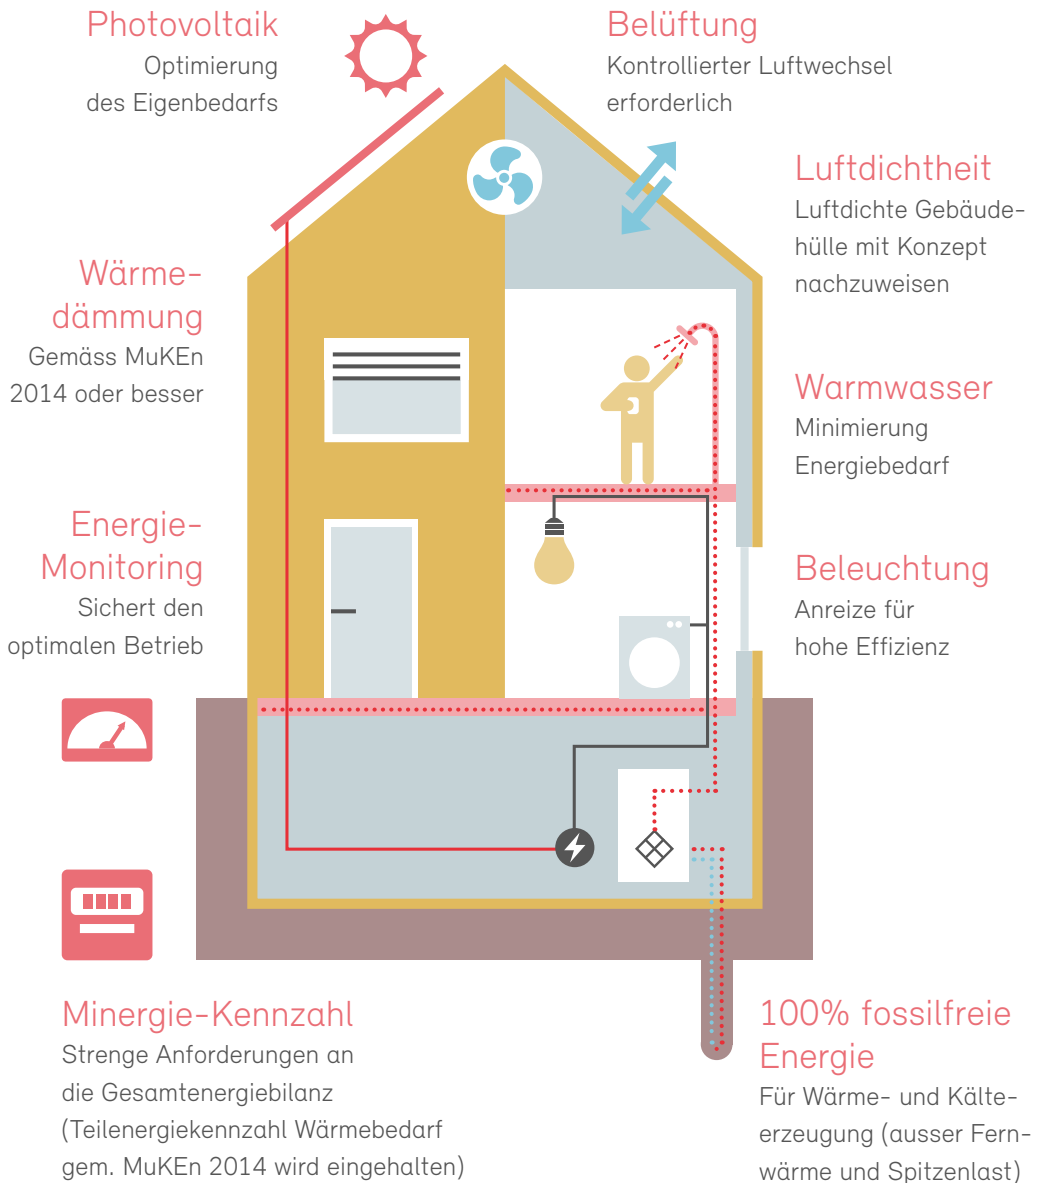 Photovoltaik
Optimierung
des Eigenbedarfs
Belüftung
Kontrollierter Luftwechsel
erforderlich
Luftdichtheit
Luftdichte Gebäude-
hülle mit Konzept
nachzuweisen
Wärme-
dämmung
Gemäss MuKEn
2014 oder besser
Warmwasser
Minimierung
Energiebedarf
Energie-
Monitoring
Sichert den
optimalen Betrieb
Beleuchtung
Anreize für
hohe Effizienz
Minergie-Kennzahl
Strenge Anforderungen an
die Gesamtenergiebilanz
(Teilenergiekennzahl Wärmebedarf
gem. MuKEn 2014 wird eingehalten)
100% fossilfreie
Energie
Für Wärme- und Kälte-
erzeugung (ausser Fern-
wärme und Spitzenlast)